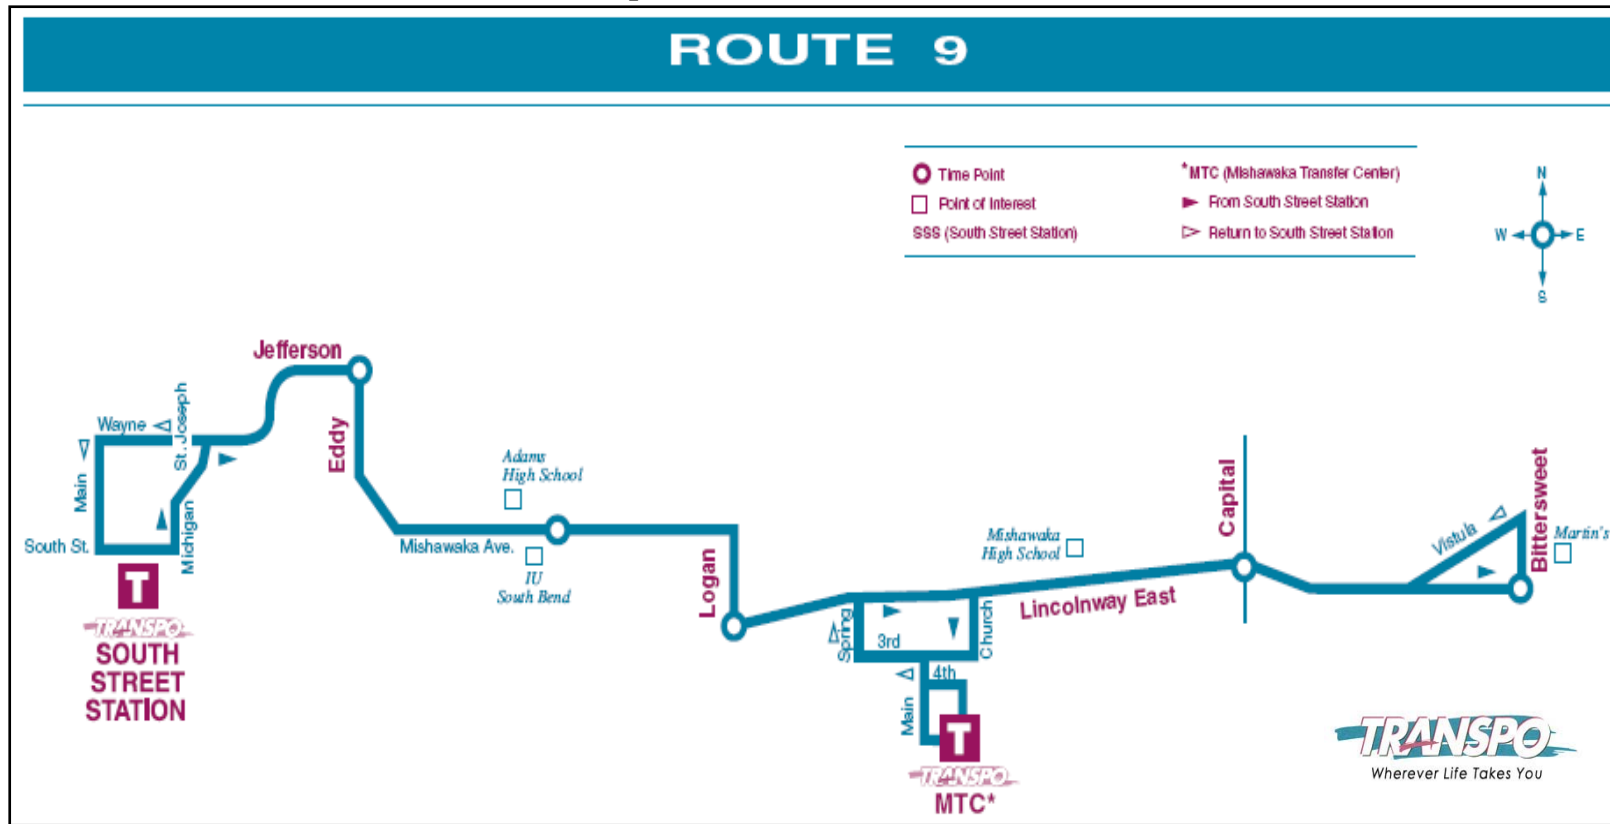 ROUTE 9
Time Point
Point of Interest
SSS (South Street Station)
*MTC (Mishawaka Transfer Center)
From South Street Station
Return to South Street Station
N
W
E
S
Jefferson
Wayne
St. Joseph
Main
Michigan
South St.
Eddy
Adams
High School
Mishawaka Ave.
IU
South Bend
Logan
Mishawaka
High School
Capital
Bittersweet
Vistula
Martin's
Lincolnway East
Spring
3rd
Church
4th
Main
T
TRANSPO
SOUTH
STREET
STATION
T
TRANSPO
MTC*
TRANSPO
Wherever Life Takes You